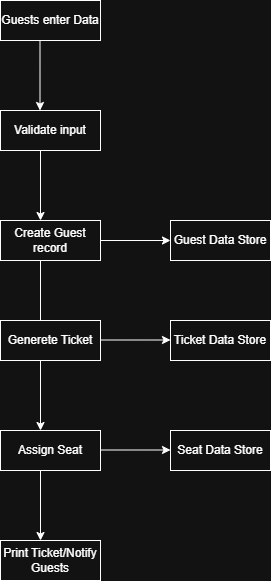 Guests enter Data
Validate input
Create Guest
record
Guest Data Store
Generete Ticket
Ticket Data Store
Assign Seat
Seat Data Store
Print Ticket/Notify
Guests